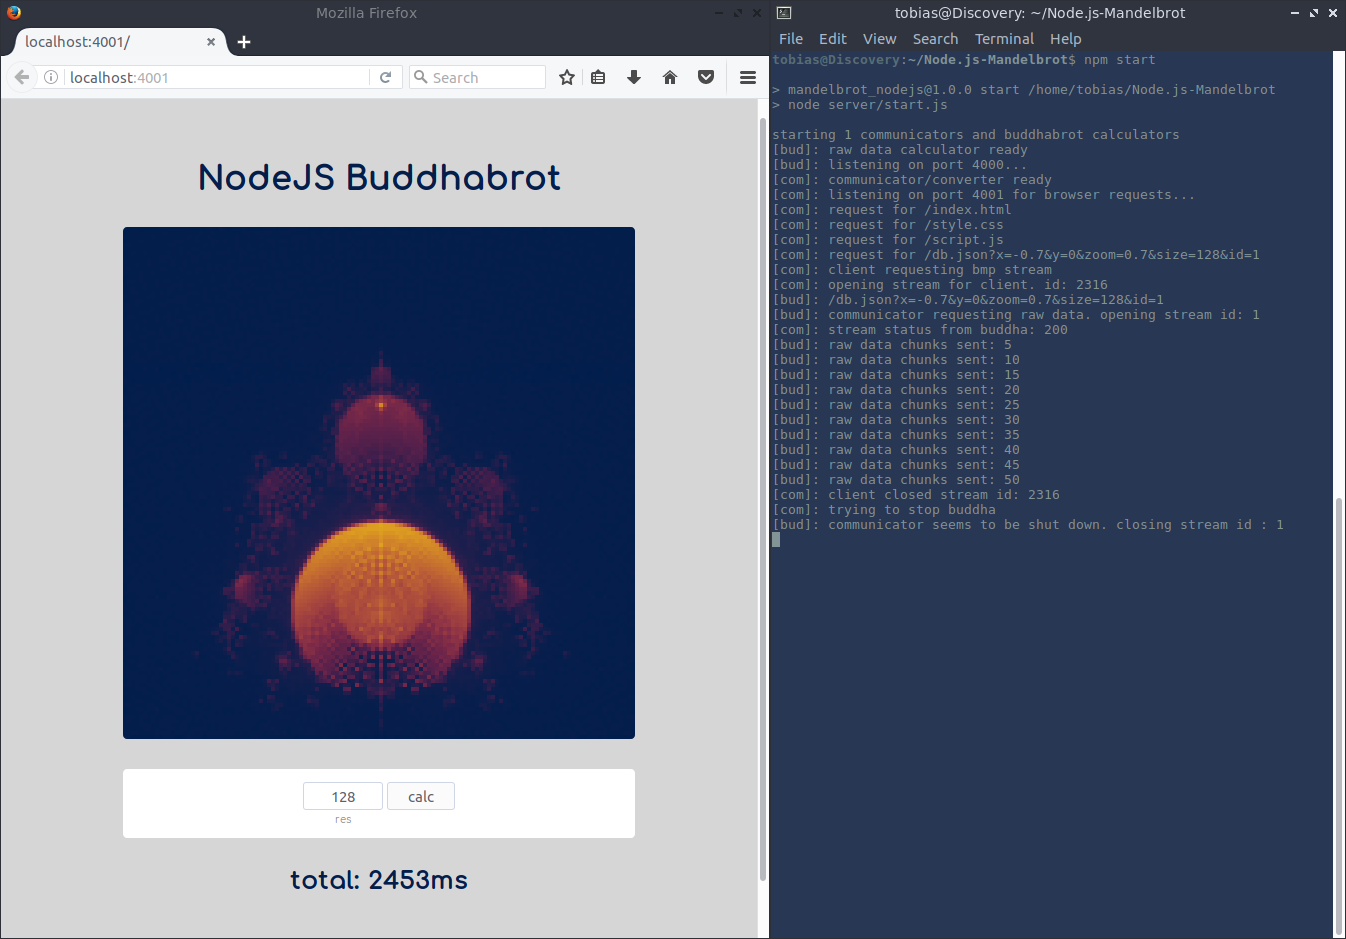 Mozilla Firefox
localhost:4001/
localhost:4001
Search
NodeJS Buddhabrot
128
calc
res
total: 2453ms
tobias@Discovery: ~/Node.js-Mandelbrot
File Edit View Search Terminal Help
tobias@Discovery:~/Node.js-Mandelbrot$ npm start
> mandelbrot_nodejs@1.0.0 start /home/tobias/Node.js-Mandelbrot
> node server/start.js
starting 1 communicators and buddhabrot calculators
[bud]: raw data calculator ready
[bud]: listening on port 4000...
[com]: communicator/converter ready
[com]: listening on port 4001 for browser requests...
[com]: request for /index.html
[com]: request for /style.css
[com]: request for /script.js
[com]: request for /db.json?x=-0.7&y=0&zoom=0.7&size=128&id=1
[com]: client requesting bmp stream
[com]: opening stream for client. id: 2316
[bud]: /db.json?x=-0.7&y=0&zoom=0.7&size=128&id=1
[bud]: communicator requesting raw data. opening stream id: 1
[com]: stream status from buddha: 200
[bud]: raw data chunks sent: 5
[bud]: raw data chunks sent: 10
[bud]: raw data chunks sent: 15
[bud]: raw data chunks sent: 20
[bud]: raw data chunks sent: 25
[bud]: raw data chunks sent: 30
[bud]: raw data chunks sent: 35
[bud]: raw data chunks sent: 40
[bud]: raw data chunks sent: 45
[bud]: raw data chunks sent: 50
[com]: client closed stream id: 2316
[com]: trying to stop buddha
[bud]: communicator seems to be shut down. closing stream id : 1